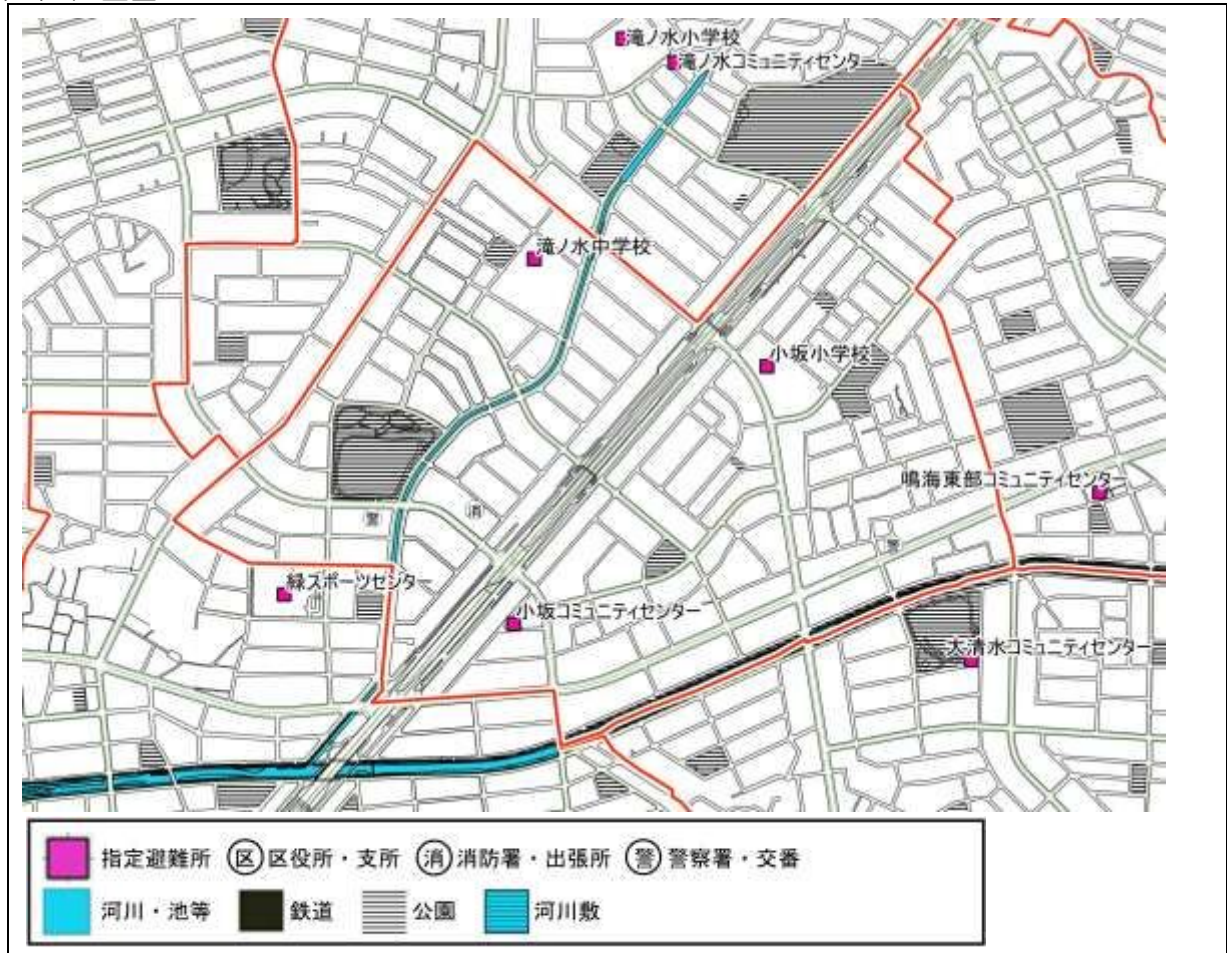 滝ノ水小学校
滝ノ水コミュニティセンター
滝ノ水中学校
小坂小学校
鳴海東部コミュニティセンター
消
警
警
緑スポーツセンター
小坂コミュニティセンター
大清水コミュニティセンター
指定避難所 区 区役所・支所 消 消防署・出張所 警 警察署・交番
河川・池等 鉄道 公園 河川敷